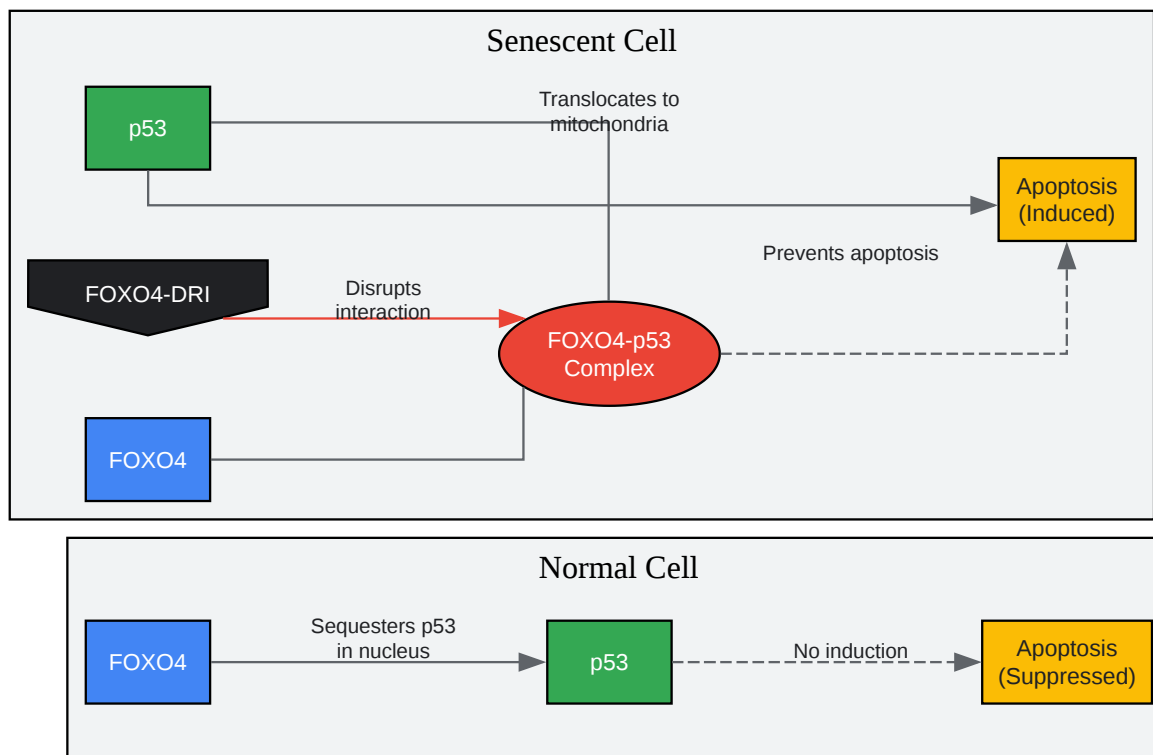 Senescent Cell
p53
Translocates to
mitochondria
Apoptosis
(Induced)
Prevents apoptosis
FOXO4-DRI
Disrupts
interaction
FOXO4-p53
Complex
FOXO4
Normal Cell
FOXO4
Sequesters p53
in nucleus
p53
No induction
Apoptosis
(Suppressed)